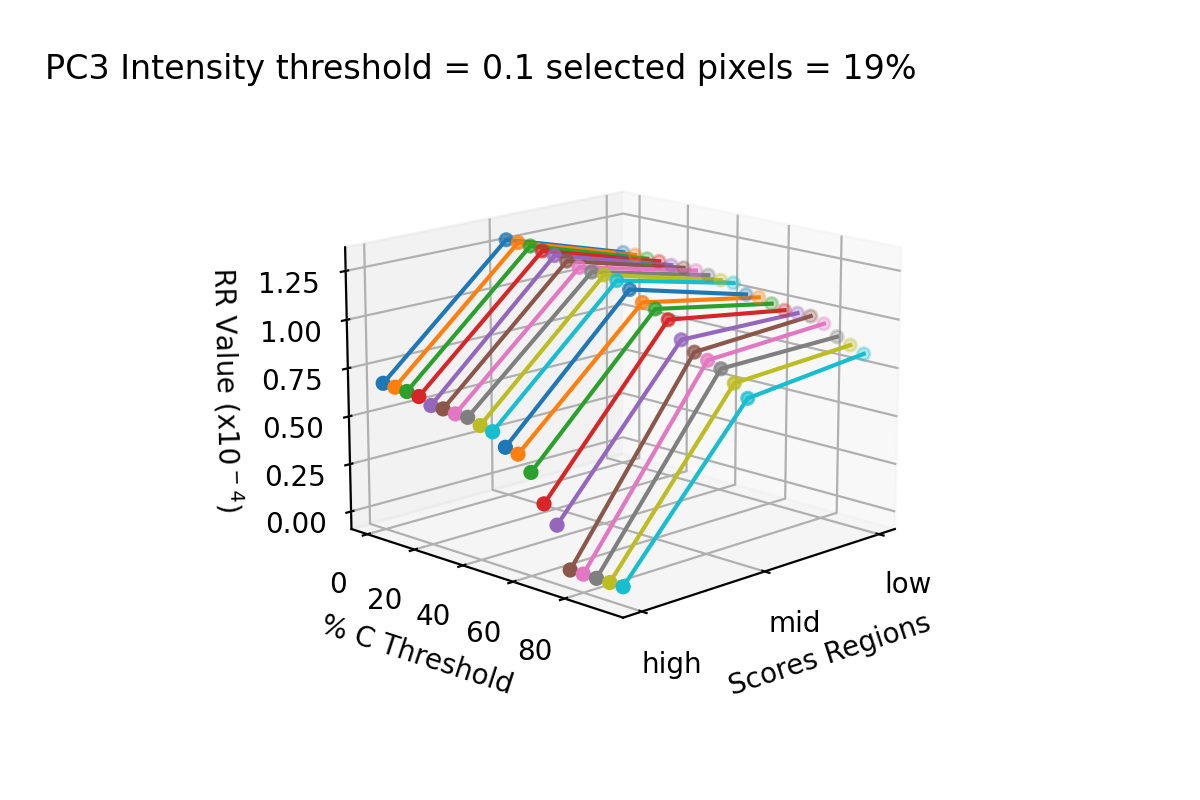 PC3 Intensity threshold = 0.1 selected pixels = 19%
RR Value (x10⁻⁴)
1.25
1.00
0.75
0.50
0.25
0.00
0
20
40
60
80
% C Threshold
high
mid
low
Scores Regions